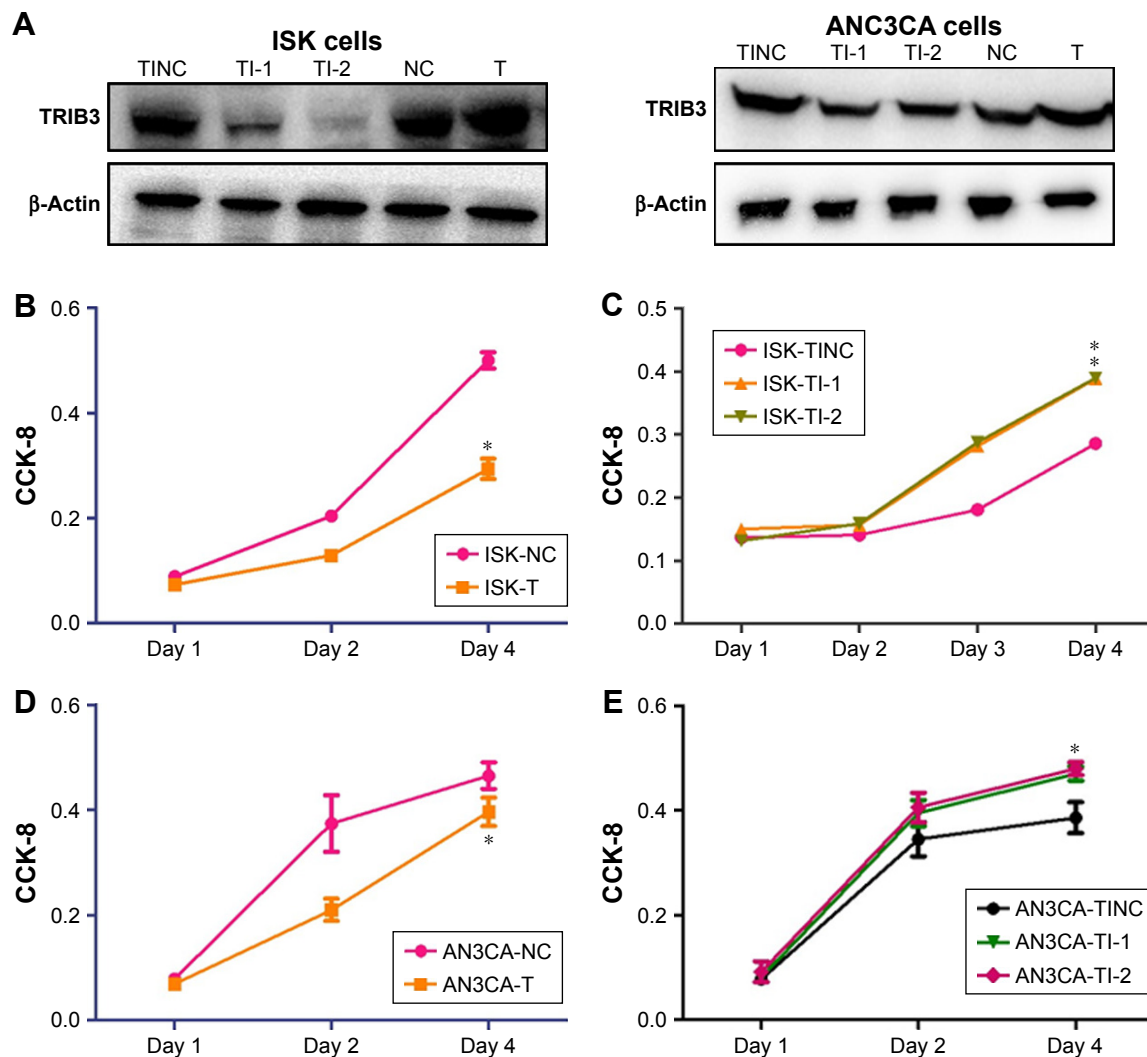 A
ISK cells
TINC TI-1 TI-2 NC T
TRIB3
β-Actin
ANC3CA cells
TINC TI-1 TI-2 NC T
TRIB3
β-Actin
B
CCK-8
0.6
0.4
0.2
0.0
Day 1 Day 2 Day 4
*
ISK-NC
ISK-T
C
CCK-8
0.5
0.4
0.3
0.2
0.1
0.0
Day 1 Day 2 Day 3 Day 4
ISK-TINC
ISK-TI-1
ISK-TI-2
*
*
D
CCK-8
0.6
0.4
0.2
0.0
Day 1 Day 2 Day 4
*
AN3CA-NC
AN3CA-T
E
CCK-8
0.6
0.4
0.2
0.0
Day 1 Day 2 Day 4
*
AN3CA-TINC
AN3CA-TI-1
AN3CA-TI-2